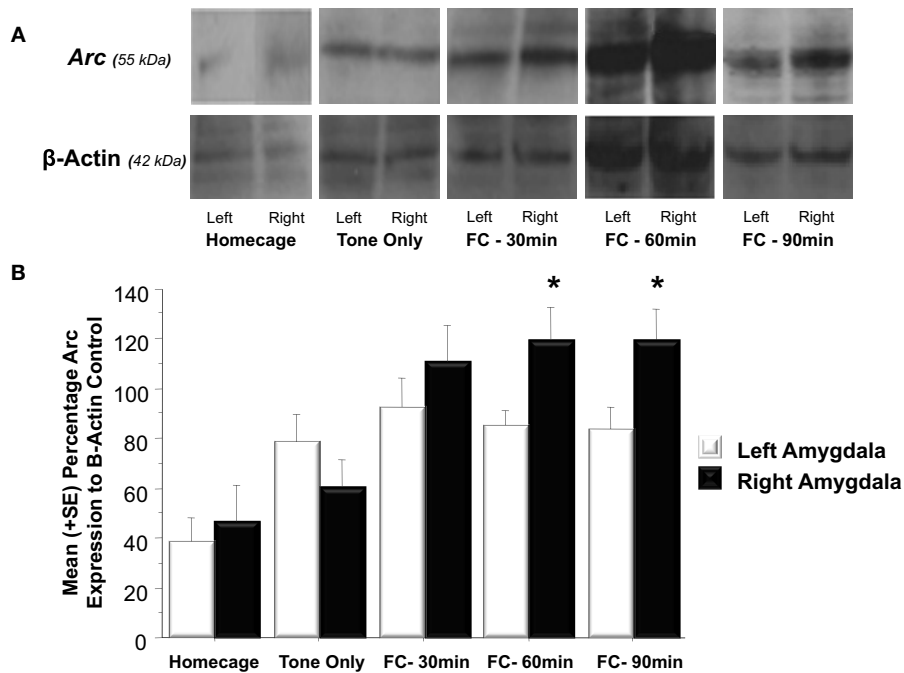 A
Arc (55 kDa)
β-Actin (42 kDa)
Left Right Left Right Left Right Left Right Left Right
Homecage Tone Only FC - 30min FC - 60min FC - 90min
B
Mean (+SE) Percentage Arc
Expression to B-Actin Control
140
120
100
80
60
40
20
0
* *
Homecage Tone Only FC- 30min FC- 60min FC- 90min
Left Amygdala
Right Amygdala